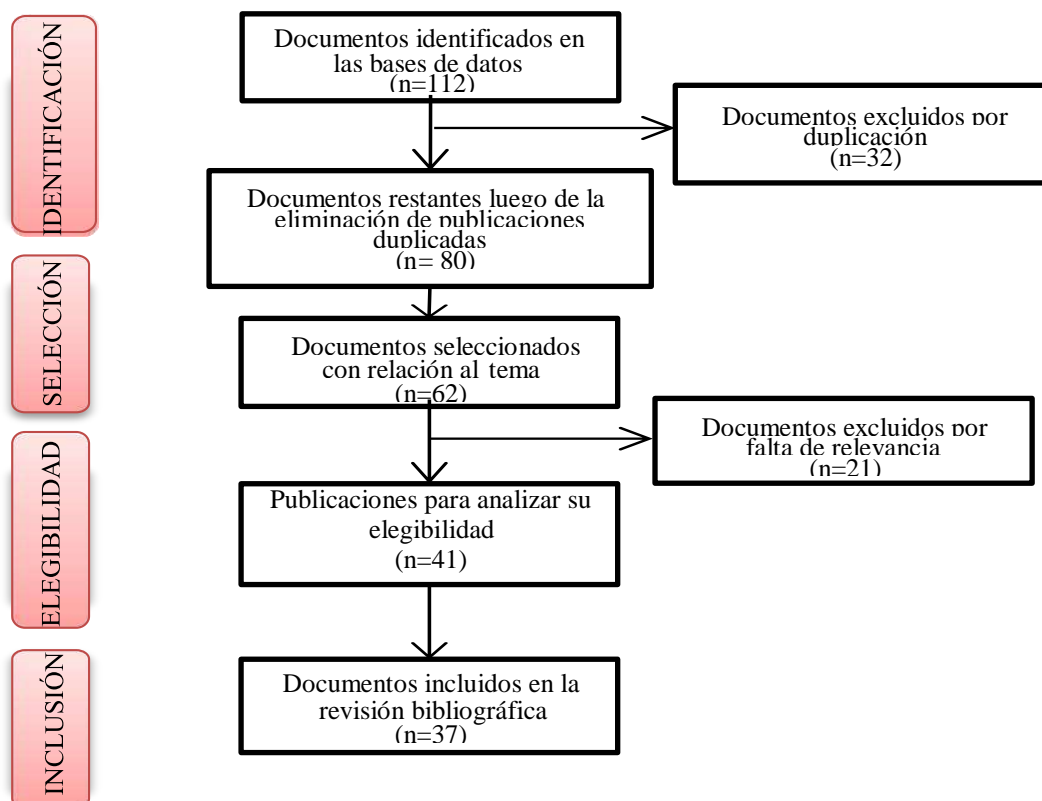 IDENTIFICACIÓN
Documentos identificados en
las bases de datos
(n=112)
Documentos excluidos por
duplicación
(n=32)
Documentos restantes luego de la
eliminación de publicaciones
duplicadas
(n= 80)
SELECCIÓN
Documentos seleccionados
con relación al tema
(n=62)
Documentos excluidos por
falta de relevancia
(n=21)
ELEGIBILIDAD
Publicaciones para analizar su
elegibilidad
(n=41)
INCLUSIÓN
Documentos incluidos en la
revisión bibliográfica
(n=37)